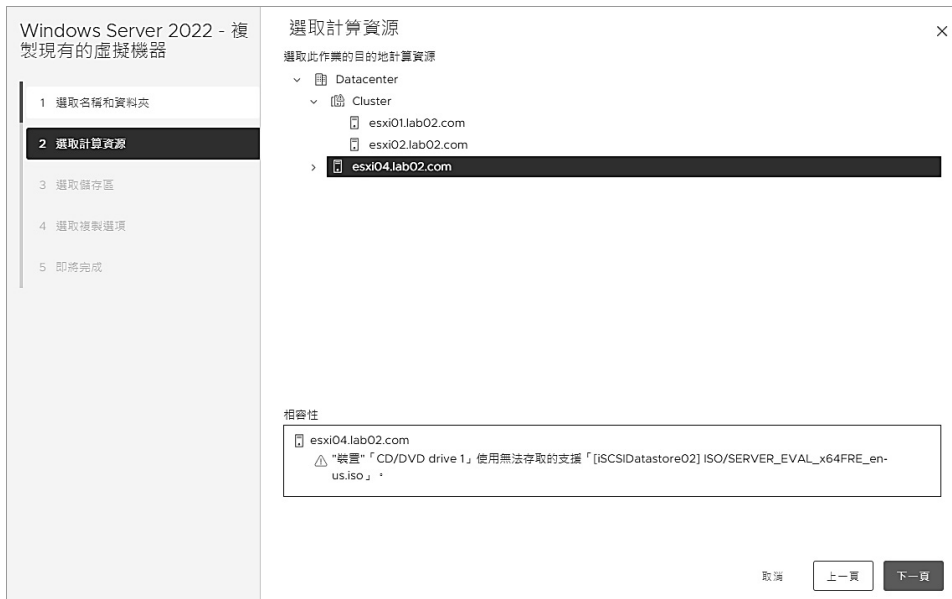 Windows Server 2022 - 複
製現有的虛擬機器
1 選取名稱和資料夾
2 選取計算資源
3 選取儲存區
4 選取複製選項
5 即將完成
選取計算資源
選取此作業的目的地計算資源
Datacenter
Cluster
esxi01.lab02.com
esxi02.lab02.com
esxi04.lab02.com
相容性
esxi04.lab02.com
"裝置"「CD/DVD drive 1」使用無法存取的支援「[iSCSIDatastore02] ISO/SERVER_EVAL_x64FRE_en-
us.iso」。
取消
上一頁
下一頁